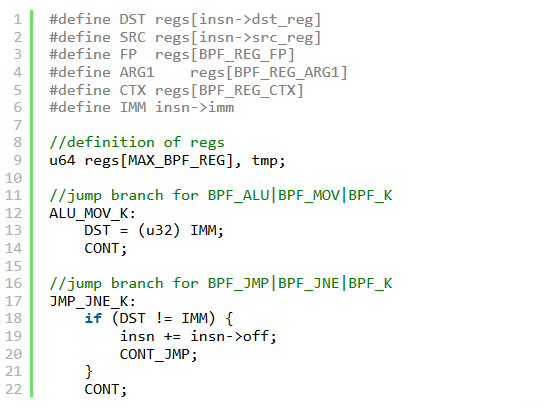 1 #define DST regs[insn->dst_reg]
2 #define SRC regs[insn->src_reg]
3 #define FP  regs[BPF_REG_FP]
4 #define ARG1    regs[BPF_REG_ARG1]
5 #define CTX regs[BPF_REG_CTX]
6 #define IMM insn->imm
7
8 //definition of regs
9 u64 regs[MAX_BPF_REG], tmp;
10
11 //jump branch for BPF_ALU|BPF_MOV|BPF_K
12 ALU_MOV_K:
13     DST = (u32) IMM;
14     CONT;
15
16 //jump branch for BPF_JMP|BPF_JNE|BPF_K
17 JMP_JNE_K:
18     if (DST != IMM) {
19         insn += insn->off;
20         CONT_JMP;
21     }
22     CONT;